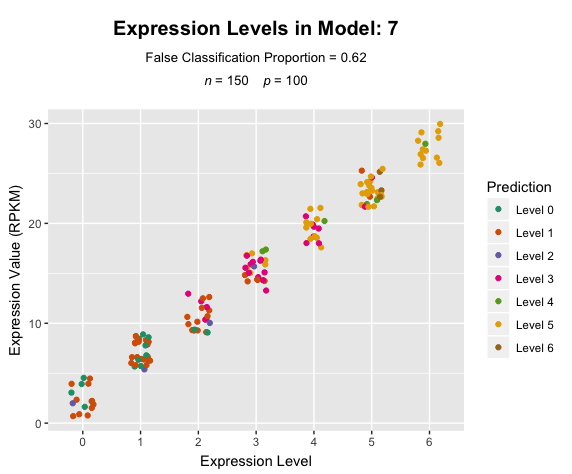 Expression Levels in Model: 7
False Classification Proportion = 0.62
n = 150 p = 100
Expression Value (RPKM)
30
20
10
0
0 1 2 3 4 5 6
Expression Level
Prediction
Level 0
Level 1
Level 2
Level 3
Level 4
Level 5
Level 6